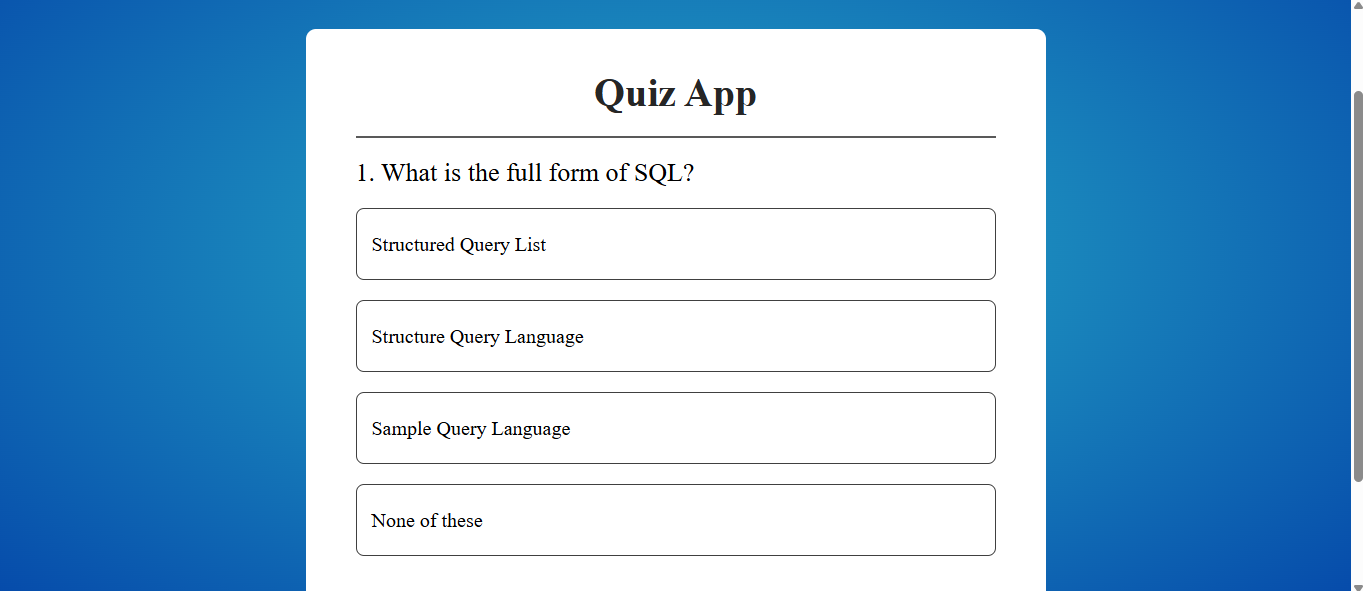 Quiz App
1. What is the full form of SQL?
Structured Query List
Structure Query Language
Sample Query Language
None of these